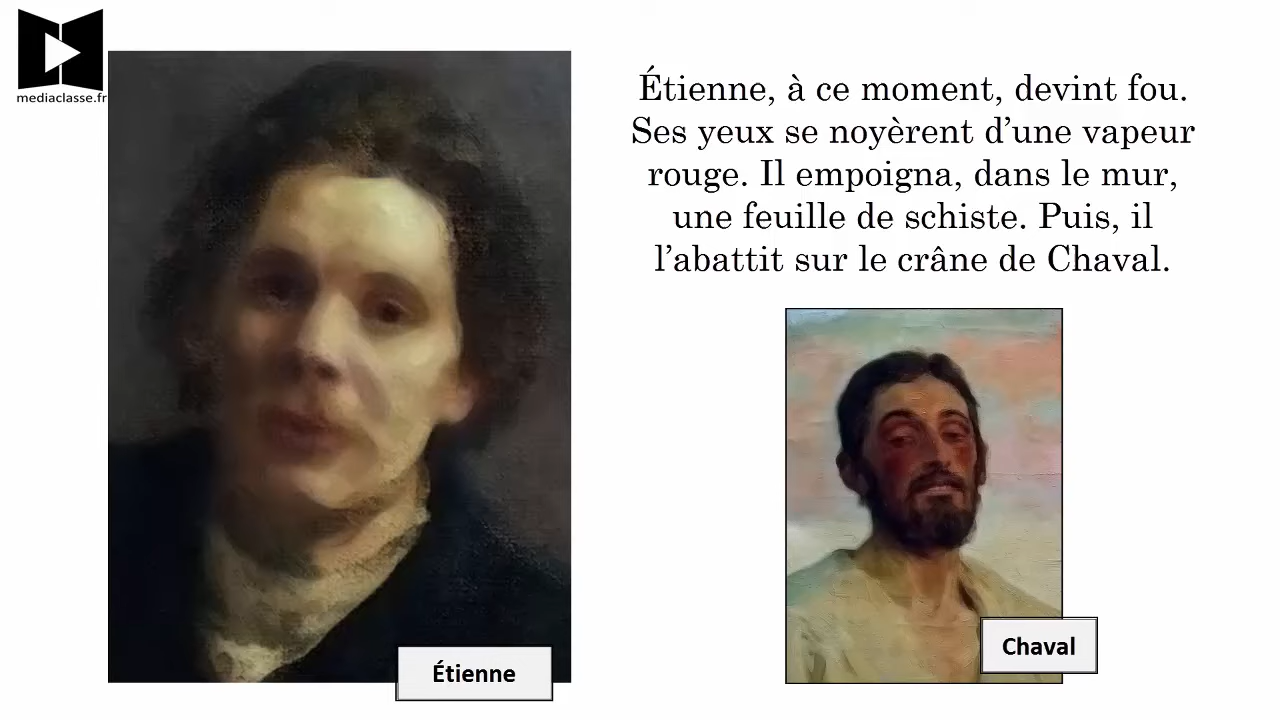 mediaclasse.fr
Étienne, à ce moment, devint fou.
Ses yeux se noyèrent d’une vapeur
rouge. Il empoigna, dans le mur,
une feuille de schiste. Puis, il
l’abattit sur le crâne de Chaval.
Étienne
Chaval